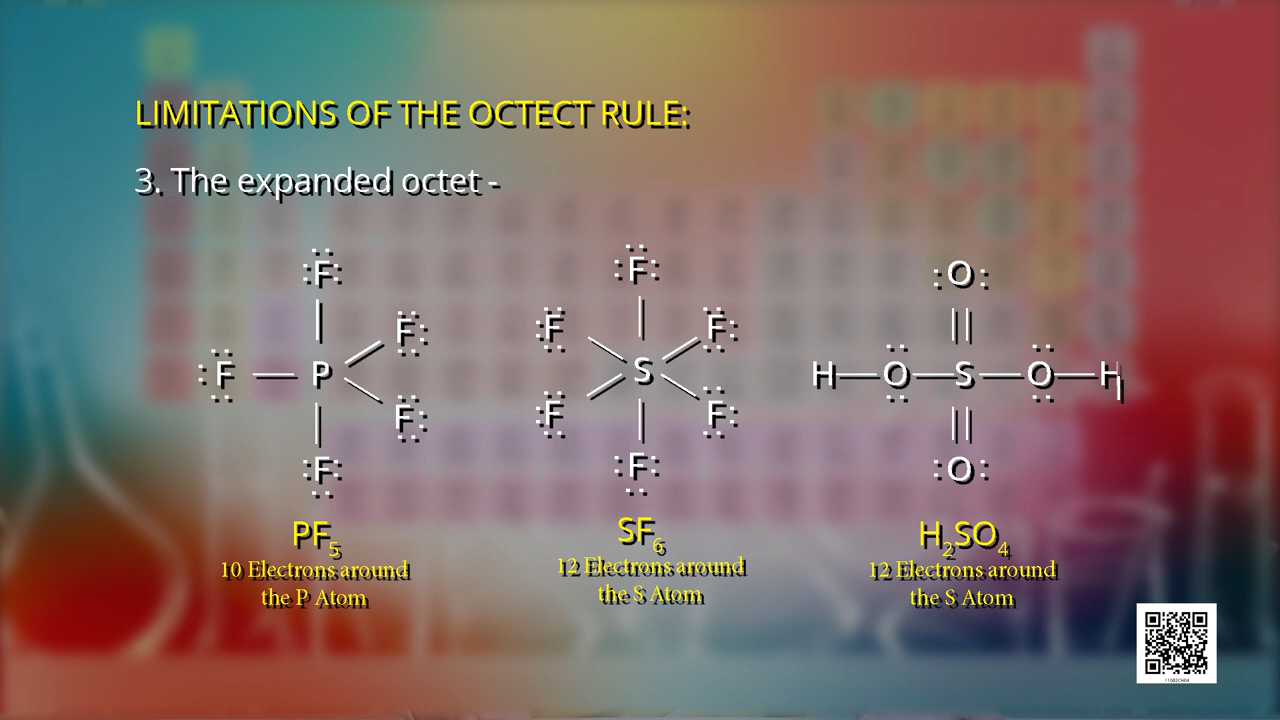 LIMITATIONS OF THE OCTECT RULE:
3. The expanded octet -
F F F
F F F
F P S
F F F
F F
O
H O S O H
O
PF5 SF6 H2SO4
10 Electrons around
the P Atom
12 Electrons around
the S Atom
12 Electrons around
the S Atom